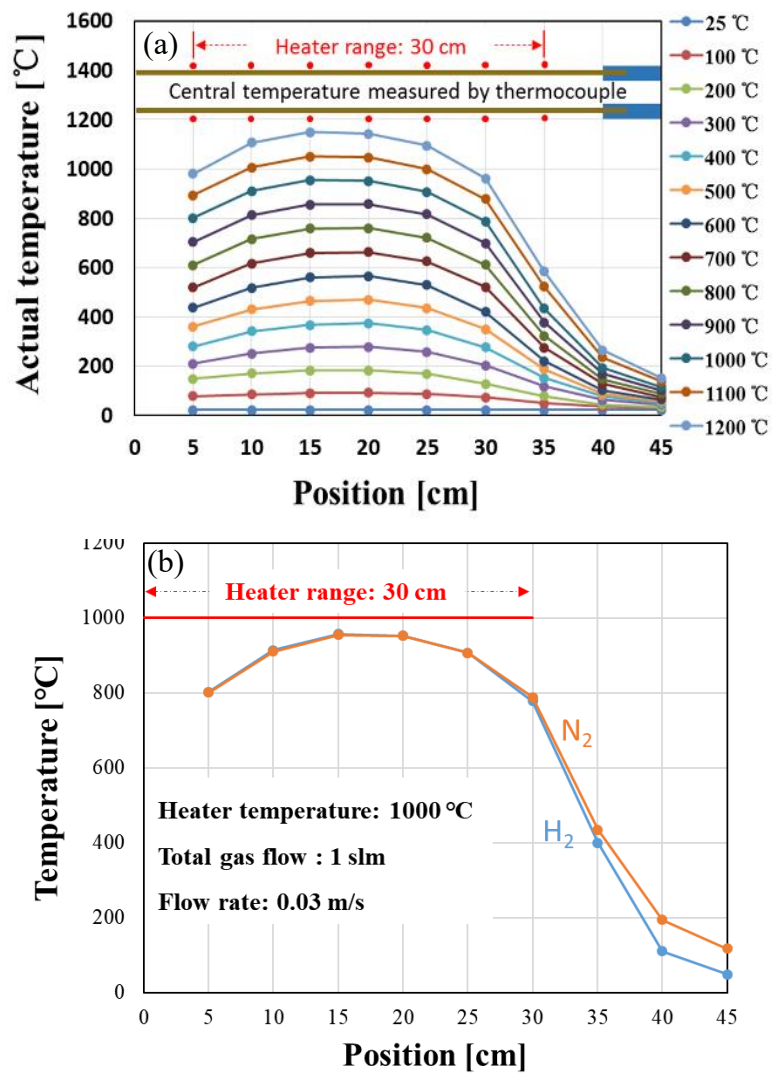 (a)
Heater range: 30 cm
Central temperature measured by thermocouple
Actual temperature [℃]
1600
1400
1200
1000
800
600
400
200
0
0 5 10 15 20 25 30 35 40 45
Position [cm]
25 ℃
100 ℃
200 ℃
300 ℃
400 ℃
500 ℃
600 ℃
700 ℃
800 ℃
900 ℃
1000 ℃
1100 ℃
1200 ℃
(b)
Heater range: 30 cm
Temperature [°C]
1200
1000
800
600
400
200
0
N₂
H₂
Heater temperature: 1000 °C
Total gas flow : 1 slm
Flow rate: 0.03 m/s
0 5 10 15 20 25 30 35 40 45
Position [cm]